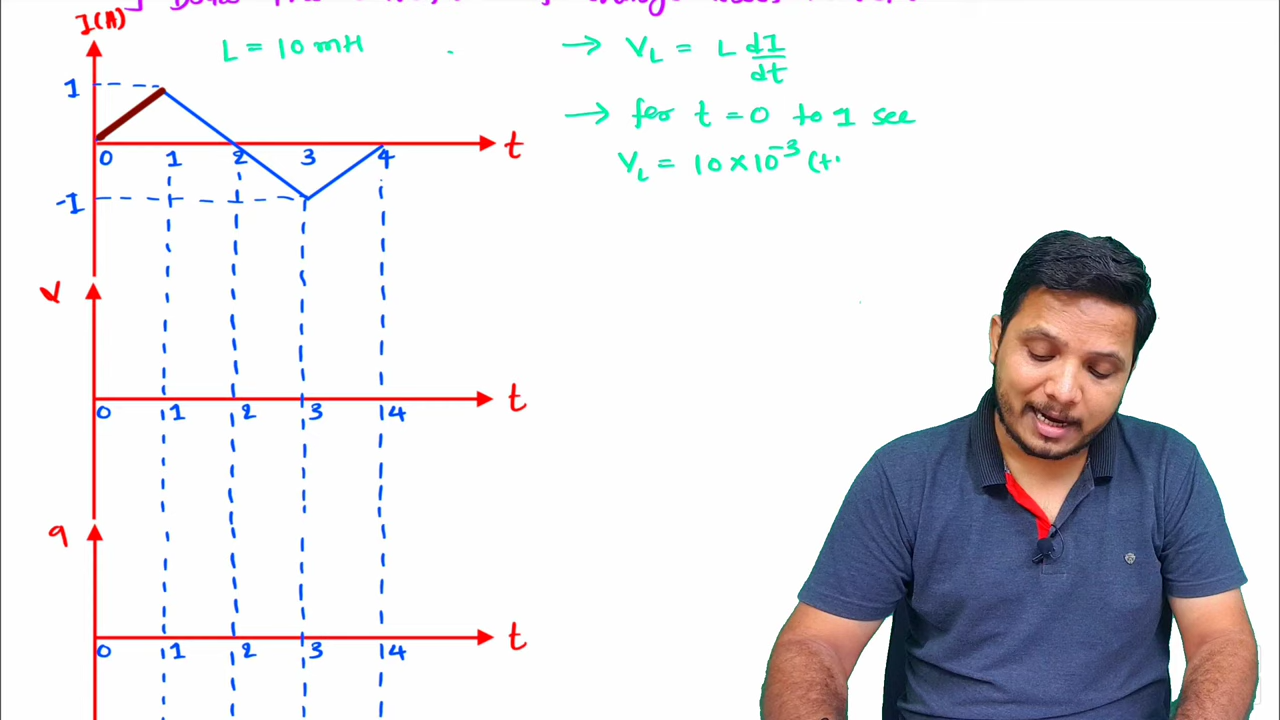 I(A)
L = 10 mH
→ V_L = L dI/dt
1
→ for t = 0 to 1 sec
0 1 2 3 4 t
V_L = 10 × 10^-3 (+
-1
V
0 1 2 3 4 t
q
0 1 2 3 4 t